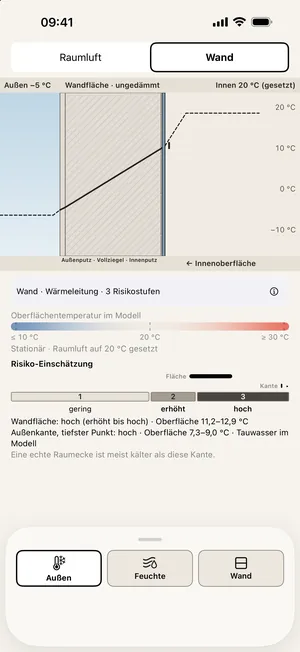 09:41
Raumluft
Wand
Außen −5 °C
Wandfläche · ungedämmt
Innen 20 °C (gesetzt)
20 °C
10 °C
0 °C
−10 °C
Außenputz · Vollziegel · Innenputz
← Innenoberfläche
Wand · Wärmeleitung · 3 Risikostufen
Oberflächentemperatur im Modell
≤ 10 °C
20 °C
≥ 30 °C
Stationär · Raumluft auf 20 °C gesetzt
Risiko-Einschätzung
Fläche
Kante
1
2
3
gering
erhöht
hoch
Wandfläche: hoch (erhöht bis hoch) · Oberfläche 11,2–12,9 °C
Außenkante, tiefster Punkt: hoch · Oberfläche 7,3–9,0 °C · Tauwasser im
Modell
Eine echte Raumecke ist meist kälter als diese Kante.
Außen
Feuchte
Wand